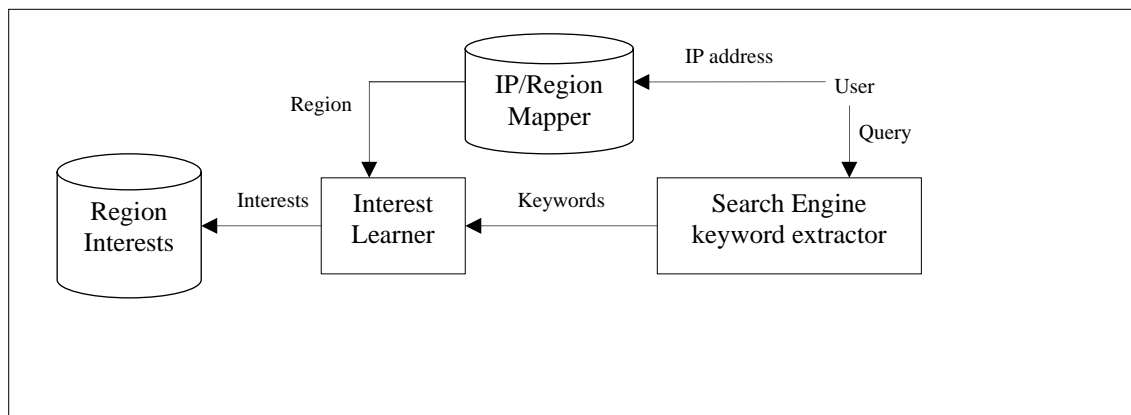 IP address
IP/Region
Mapper
User
Region
Query
Region
Interests
Interests
Interest
Learner
Keywords
Search Engine
keyword extractor